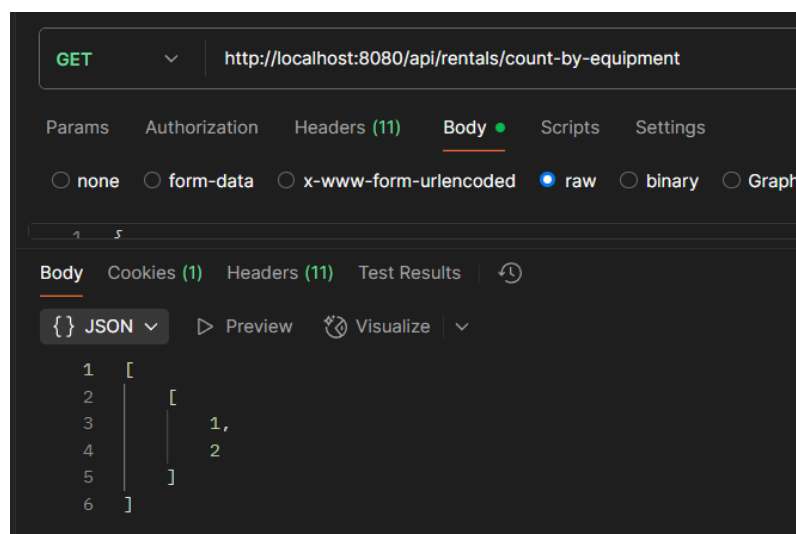 GET http://localhost:8080/api/rentals/count-by-equipment
Params Authorization Headers (11) Body Scripts Settings
none form-data x-www-form-urlencoded raw binary Graph
Body Cookies (1) Headers (11) Test Results
{} JSON Preview Visualize
1 [
2 [
3 1,
4 2
5 ]
6 ]